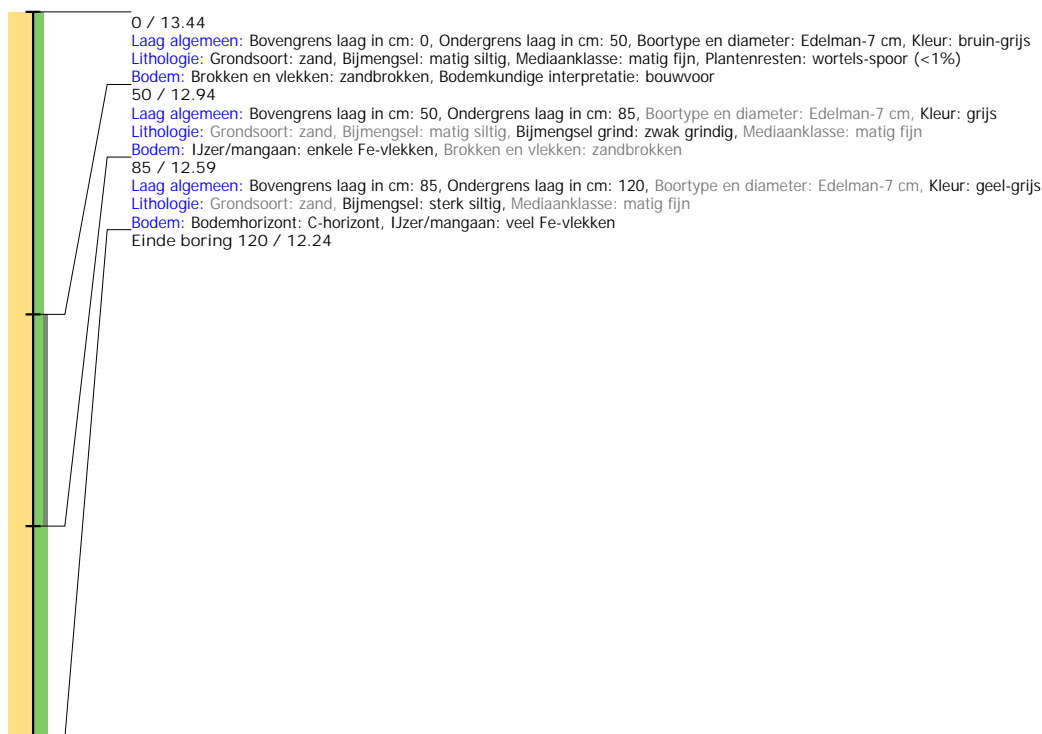 0 / 13.44
Laag algemeen: Bovengrens laag in cm: 0, Ondergrens laag in cm: 50, Boortype en diameter: Edelman-7 cm, Kleur: bruin-grijs
Lithologie: Grondsoort: zand, Bijmengsel: matig siltig, Mediaanklasse: matig fijn, Plantenresten: wortels-spoor (<1%)
Bodem: Brokken en vlekken: zandbrokken, Bodemkundige interpretatie: bouwvoor
50 / 12.94
Laag algemeen: Bovengrens laag in cm: 50, Ondergrens laag in cm: 85, Boortype en diameter: Edelman-7 cm, Kleur: grijs
Lithologie: Grondsoort: zand, Bijmengsel: matig siltig, Bijmengsel grind: zwak grindig, Mediaanklasse: matig fijn
Bodem: IJzer/mangaan: enkele Fe-vlekken, Brokken en vlekken: zandbrokken
85 / 12.59
Laag algemeen: Bovengrens laag in cm: 85, Ondergrens laag in cm: 120, Boortype en diameter: Edelman-7 cm, Kleur: geel-grijs
Lithologie: Grondsoort: zand, Bijmengsel: sterk siltig, Mediaanklasse: matig fijn
Bodem: Bodemhorizont: C-horizont, IJzer/mangaan: veel Fe-vlekken
Einde boring 120 / 12.24